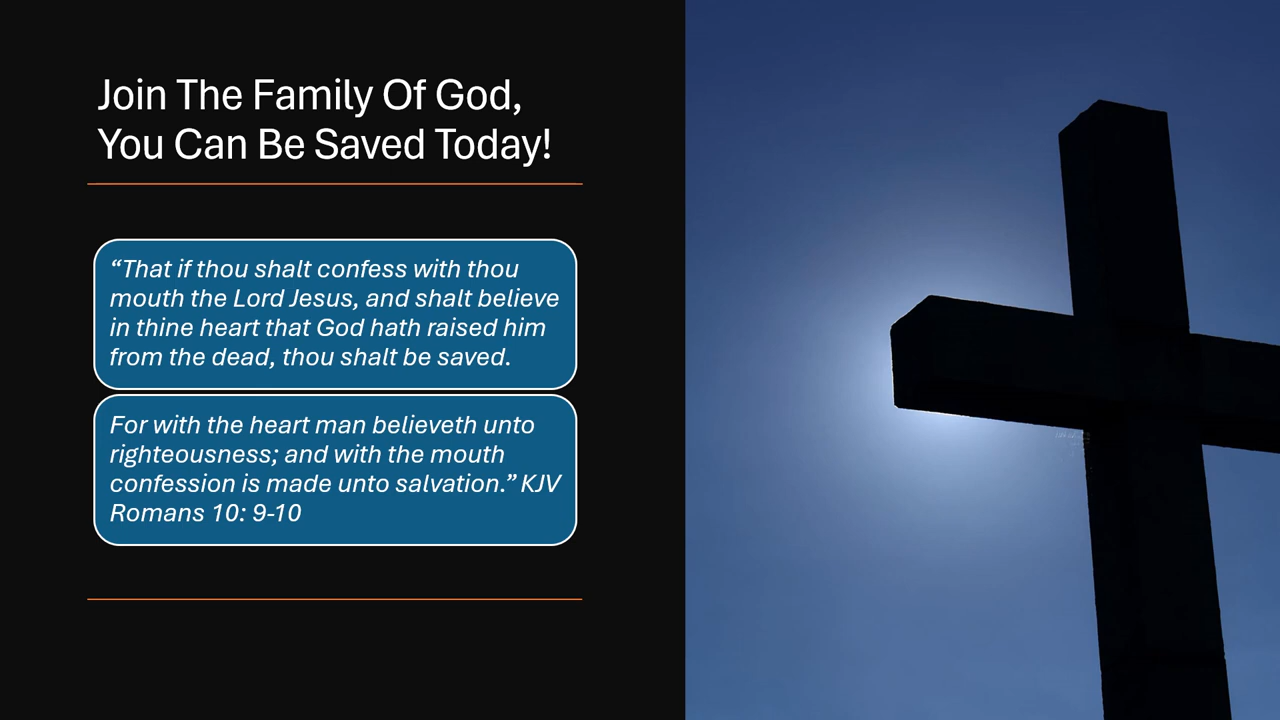 Join The Family Of God,
You Can Be Saved Today!
“That if thou shalt confess with thou
mouth the Lord Jesus, and shalt believe
in thine heart that God hath raised him
from the dead, thou shalt be saved.
For with the heart man believeth unto
righteousness; and with the mouth
confession is made unto salvation.” KJV
Romans 10: 9-10